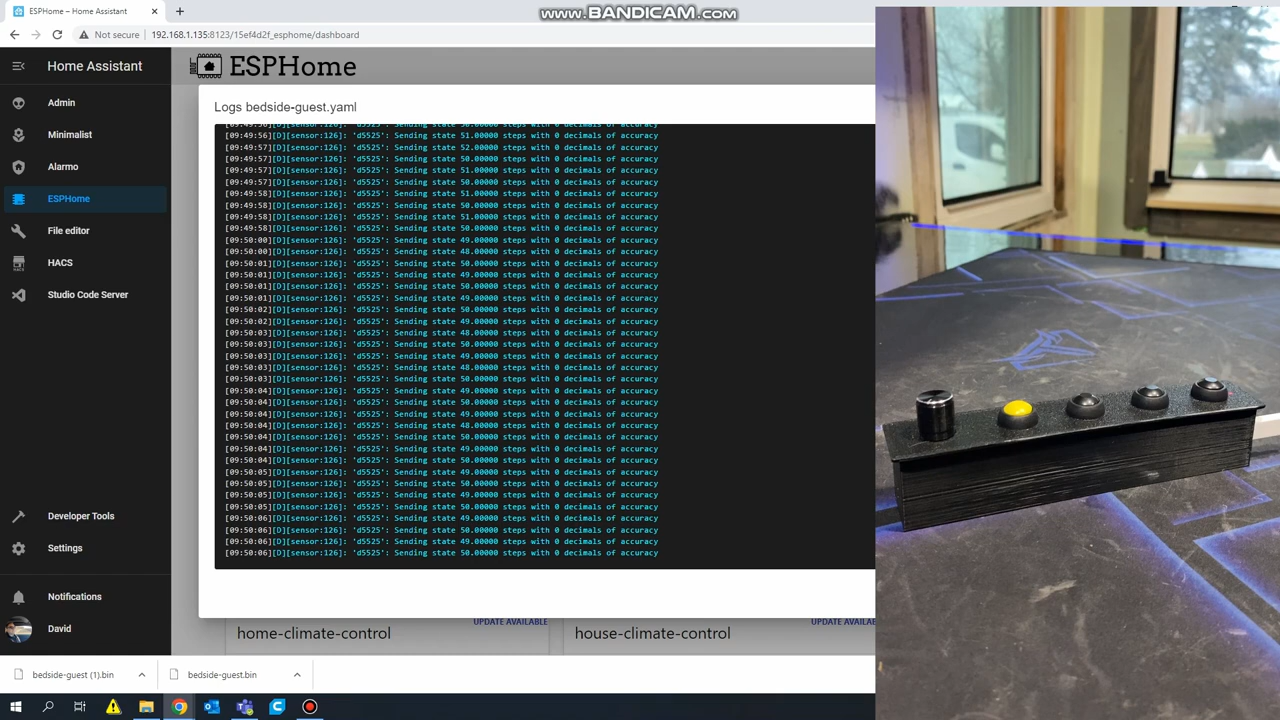 ESPHome – Home Assistant
www.BANDICAM.com
Not secure
192.168.1.135:8123/15ef4d2f_esphome/dashboard
Home Assistant
ESPHome
Admin
Minimalist
Alarmo
ESPHome
File editor
HACS
Studio Code Server
Developer Tools
Settings
Notifications
David
Logs bedside-guest.yaml
[09:49:56][D][sensor:126]: 'd5525': Sending state 50.00000 steps with 0 decimals of accuracy
[09:49:56][D][sensor:126]: 'd5525': Sending state 51.00000 steps with 0 decimals of accuracy
[09:49:57][D][sensor:126]: 'd5525': Sending state 52.00000 steps with 0 decimals of accuracy
[09:49:57][D][sensor:126]: 'd5525': Sending state 50.00000 steps with 0 decimals of accuracy
[09:49:57][D][sensor:126]: 'd5525': Sending state 51.00000 steps with 0 decimals of accuracy
[09:49:57][D][sensor:126]: 'd5525': Sending state 50.00000 steps with 0 decimals of accuracy
[09:49:58][D][sensor:126]: 'd5525': Sending state 51.00000 steps with 0 decimals of accuracy
[09:49:58][D][sensor:126]: 'd5525': Sending state 50.00000 steps with 0 decimals of accuracy
[09:49:58][D][sensor:126]: 'd5525': Sending state 51.00000 steps with 0 decimals of accuracy
[09:49:58][D][sensor:126]: 'd5525': Sending state 50.00000 steps with 0 decimals of accuracy
[09:50:00][D][sensor:126]: 'd5525': Sending state 49.00000 steps with 0 decimals of accuracy
[09:50:00][D][sensor:126]: 'd5525': Sending state 48.00000 steps with 0 decimals of accuracy
[09:50:01][D][sensor:126]: 'd5525': Sending state 50.00000 steps with 0 decimals of accuracy
[09:50:01][D][sensor:126]: 'd5525': Sending state 49.00000 steps with 0 decimals of accuracy
[09:50:01][D][sensor:126]: 'd5525': Sending state 50.00000 steps with 0 decimals of accuracy
[09:50:01][D][sensor:126]: 'd5525': Sending state 49.00000 steps with 0 decimals of accuracy
[09:50:02][D][sensor:126]: 'd5525': Sending state 50.00000 steps with 0 decimals of accuracy
[09:50:02][D][sensor:126]: 'd5525': Sending state 49.00000 steps with 0 decimals of accuracy
[09:50:03][D][sensor:126]: 'd5525': Sending state 48.00000 steps with 0 decimals of accuracy
[09:50:03][D][sensor:126]: 'd5525': Sending state 50.00000 steps with 0 decimals of accuracy
[09:50:03][D][sensor:126]: 'd5525': Sending state 49.00000 steps with 0 decimals of accuracy
[09:50:03][D][sensor:126]: 'd5525': Sending state 48.00000 steps with 0 decimals of accuracy
[09:50:03][D][sensor:126]: 'd5525': Sending state 50.00000 steps with 0 decimals of accuracy
[09:50:04][D][sensor:126]: 'd5525': Sending state 49.00000 steps with 0 decimals of accuracy
[09:50:04][D][sensor:126]: 'd5525': Sending state 50.00000 steps with 0 decimals of accuracy
[09:50:04][D][sensor:126]: 'd5525': Sending state 49.00000 steps with 0 decimals of accuracy
[09:50:04][D][sensor:126]: 'd5525': Sending state 48.00000 steps with 0 decimals of accuracy
[09:50:04][D][sensor:126]: 'd5525': Sending state 50.00000 steps with 0 decimals of accuracy
[09:50:04][D][sensor:126]: 'd5525': Sending state 49.00000 steps with 0 decimals of accuracy
[09:50:04][D][sensor:126]: 'd5525': Sending state 50.00000 steps with 0 decimals of accuracy
[09:50:05][D][sensor:126]: 'd5525': Sending state 49.00000 steps with 0 decimals of accuracy
[09:50:05][D][sensor:126]: 'd5525': Sending state 50.00000 steps with 0 decimals of accuracy
[09:50:05][D][sensor:126]: 'd5525': Sending state 49.00000 steps with 0 decimals of accuracy
[09:50:05][D][sensor:126]: 'd5525': Sending state 50.00000 steps with 0 decimals of accuracy
[09:50:06][D][sensor:126]: 'd5525': Sending state 49.00000 steps with 0 decimals of accuracy
[09:50:06][D][sensor:126]: 'd5525': Sending state 50.00000 steps with 0 decimals of accuracy
[09:50:06][D][sensor:126]: 'd5525': Sending state 49.00000 steps with 0 decimals of accuracy
[09:50:06][D][sensor:126]: 'd5525': Sending state 50.00000 steps with 0 decimals of accuracy
UPDATE AVAILABLE
UPDATE AVAILA
home-climate-control
house-climate-control
bedside-guest (1).bin
bedside-guest.bin